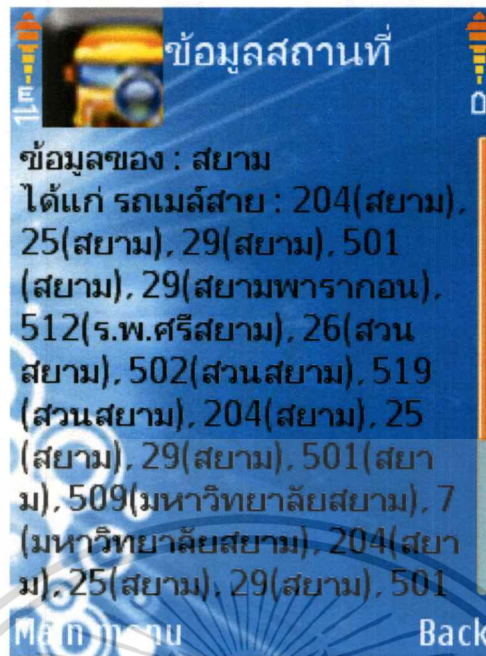 ข้อมูลสถานที่
E
ข้อมูลของ : สยาม
ได้แก่ รถเมล์สาย : 204(สยาม),
25(สยาม), 29(สยาม), 501
(สยาม), 29(สยามพารากอน),
512(ร.พ.ศรีสยาม), 26(สวน
สยาม), 502(สวนสยาม), 519
(สวนสยาม), 204(สยาม), 25
(สยาม), 29(สยาม), 501(สยา
ม), 509(มหาวิทยาลัยสยาม), 7
(มหาวิทยาลัยสยาม), 204(สยา
ม), 25(สยาม), 29(สยาม), 501
Main menu Back